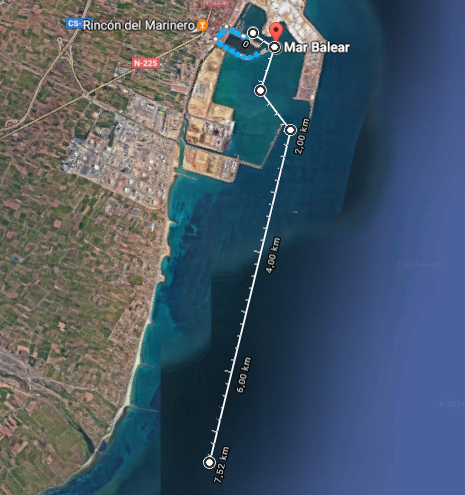 CS-
Rincón del Marinero
0
Mar Balear
N-225
2,00 km
4,00 km
6,00 km
7,52 km